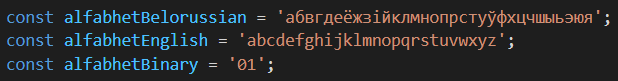 const alfabhetBelorussian = 'абвгдеёжзійклмнопрстуўфхцчшыьэюя';
const alfabhetEnglish = 'abcdefghijklmnopqrstuvwxyz';
const alfabhetBinary = '01';